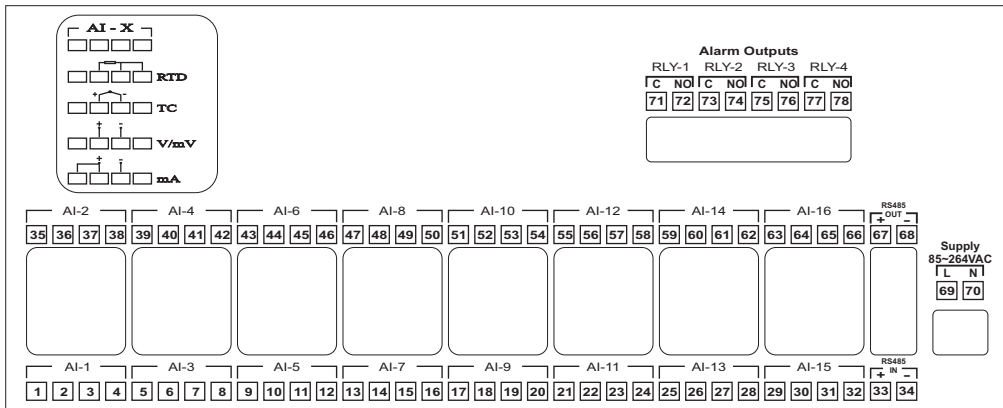 AI - X
RTD
+ -
TC
+ -
V/mV
+ -
mA
Alarm Outputs
RLY-1 RLY-2 RLY-3 RLY-4
C NO C NO C NO C NO
71 72 73 74 75 76 77 78
AI-2 AI-4 AI-6 AI-8 AI-10 AI-12 AI-14 AI-16 RS485
OUT
+ -
35 36 37 38 39 40 41 42 43 44 45 46 47 48 49 50 51 52 53 54 55 56 57 58 59 60 61 62 63 64 65 66 67 68
Supply
85~264VAC
L N
69 70
AI-1 AI-3 AI-5 AI-7 AI-9 AI-11 AI-13 AI-15 RS485
IN
+ -
1 2 3 4 5 6 7 8 9 10 11 12 13 14 15 16 17 18 19 20 21 22 23 24 25 26 27 28 29 30 31 32 33 34